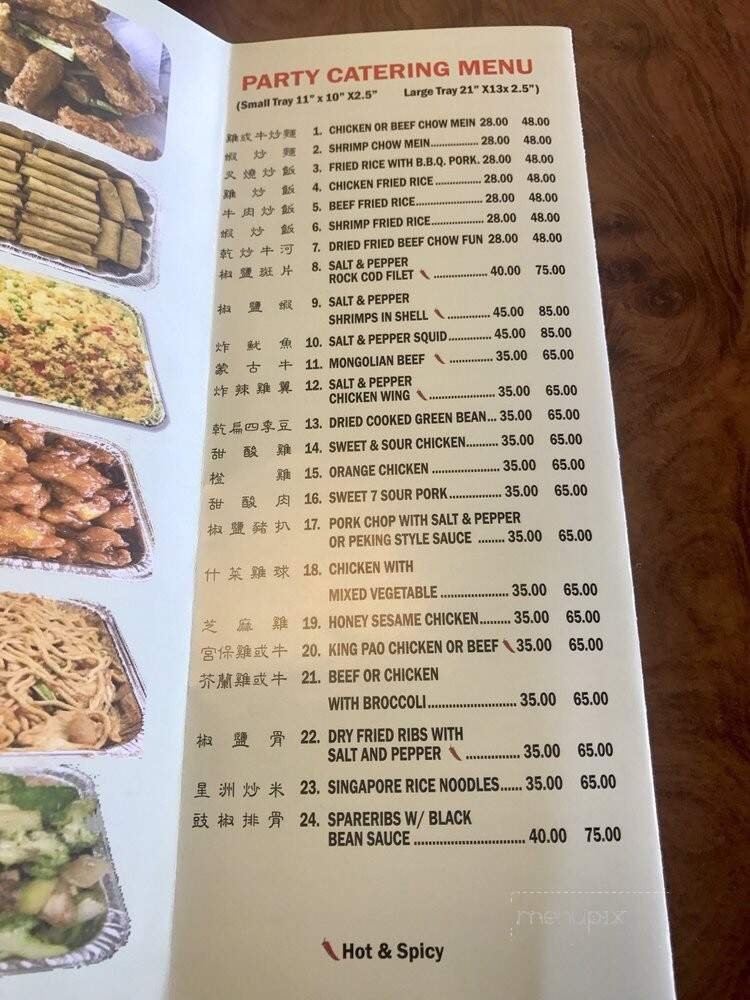 PARTY CATERING MENU
(Small Tray 11" x 10" X2.5" Large Tray 21" X13x 2.5")
雞或牛炒麵 1. CHICKEN OR BEEF CHOW MEIN 28.00 48.00
蝦炒麵 2. SHRIMP CHOW MEIN................ 28.00 48.00
叉燒炒飯 3. FRIED RICE WITH B.B.Q. PORK. 28.00 48.00
雞炒飯 4. CHICKEN FRIED RICE ............... 28.00 48.00
牛肉炒飯 5. BEEF FRIED RICE..................... 28.00 48.00
蝦炒飯 6. SHRIMP FRIED RICE................ 28.00 48.00
乾炒牛河 7. DRIED FRIED BEEF CHOW FUN 28.00 48.00
椒鹽斑片 8. SALT & PEPPER
ROCK COD FILET ................ 40.00 75.00
椒鹽蝦 9. SALT & PEPPER
SHRIMPS IN SHELL ............. 45.00 85.00
炸魷魚 10. SALT & PEPPER SQUID............. 45.00 85.00
蒙古牛 11. MONGOLIAN BEEF ............. 35.00 65.00
炸辣雞翼 12. SALT & PEPPER
CHICKEN WING .................... 35.00 65.00
乾扁四季豆 13. DRIED COOKED GREEN BEAN... 35.00 65.00
甜酸雞 14. SWEET & SOUR CHICKEN......... 35.00 65.00
橙雞 15. ORANGE CHICKEN .................... 35.00 65.00
甜酸肉 16. SWEET 7 SOUR PORK............... 35.00 65.00
椒鹽豬扒 17. PORK CHOP WITH SALT & PEPPER
OR PEKING STYLE SAUCE ........ 35.00 65.00
什菜雞球 18. CHICKEN WITH
MIXED VEGETABLE .................... 35.00 65.00
芝麻雞 19. HONEY SESAME CHICKEN......... 35.00 65.00
宮保雞或牛 20. KING PAO CHICKEN OR BEEF 35.00 65.00
芥蘭雞或牛 21. BEEF OR CHICKEN
WITH BROCCOLI.......................... 35.00 65.00
椒鹽骨 22. DRY FRIED RIBS WITH
SALT AND PEPPER ................ 35.00 65.00
星洲炒米 23. SINGAPORE RICE NOODLES...... 35.00 65.00
豉椒排骨 24. SPARERIBS W/ BLACK
BEAN SAUCE ................................ 40.00 75.00
menupix
Hot & Spicy